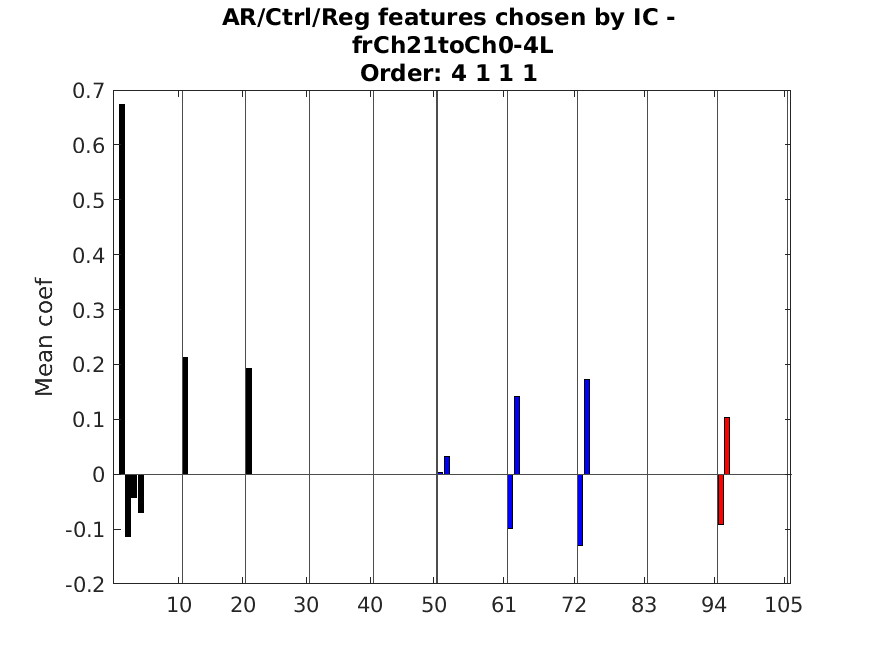 AR/Ctrl/Reg features chosen by IC -
frCh21toCh0-4L
Order: 4 1 1 1
0.7
0.6
0.5
0.4
0.3
0.2
0.1
0
-0.1
-0.2
Mean coef
10 20 30 40 50 61 72 83 94 105